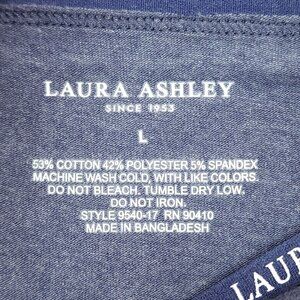 LAURA ASHLEY
SINCE 1953
L
53% COTTON 42% POLYESTER 5% SPANDEX
MACHINE WASH COLD, WITH LIKE COLORS.
DO NOT BLEACH. TUMBLE DRY LOW.
DO NOT IRON.
STYLE 9540-17 RN 90410
MADE IN BANGLADESH
LAUR